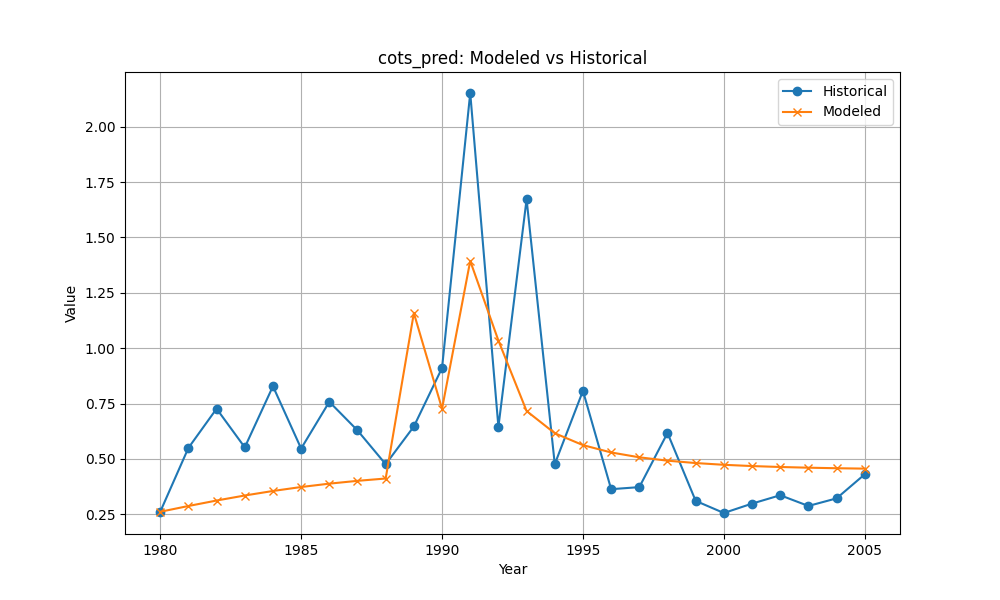 cots_pred: Modeled vs Historical
Historical
Modeled
Value
2.00
1.75
1.50
1.25
1.00
0.75
0.50
0.25
1980 1985 1990 1995 2000 2005
Year